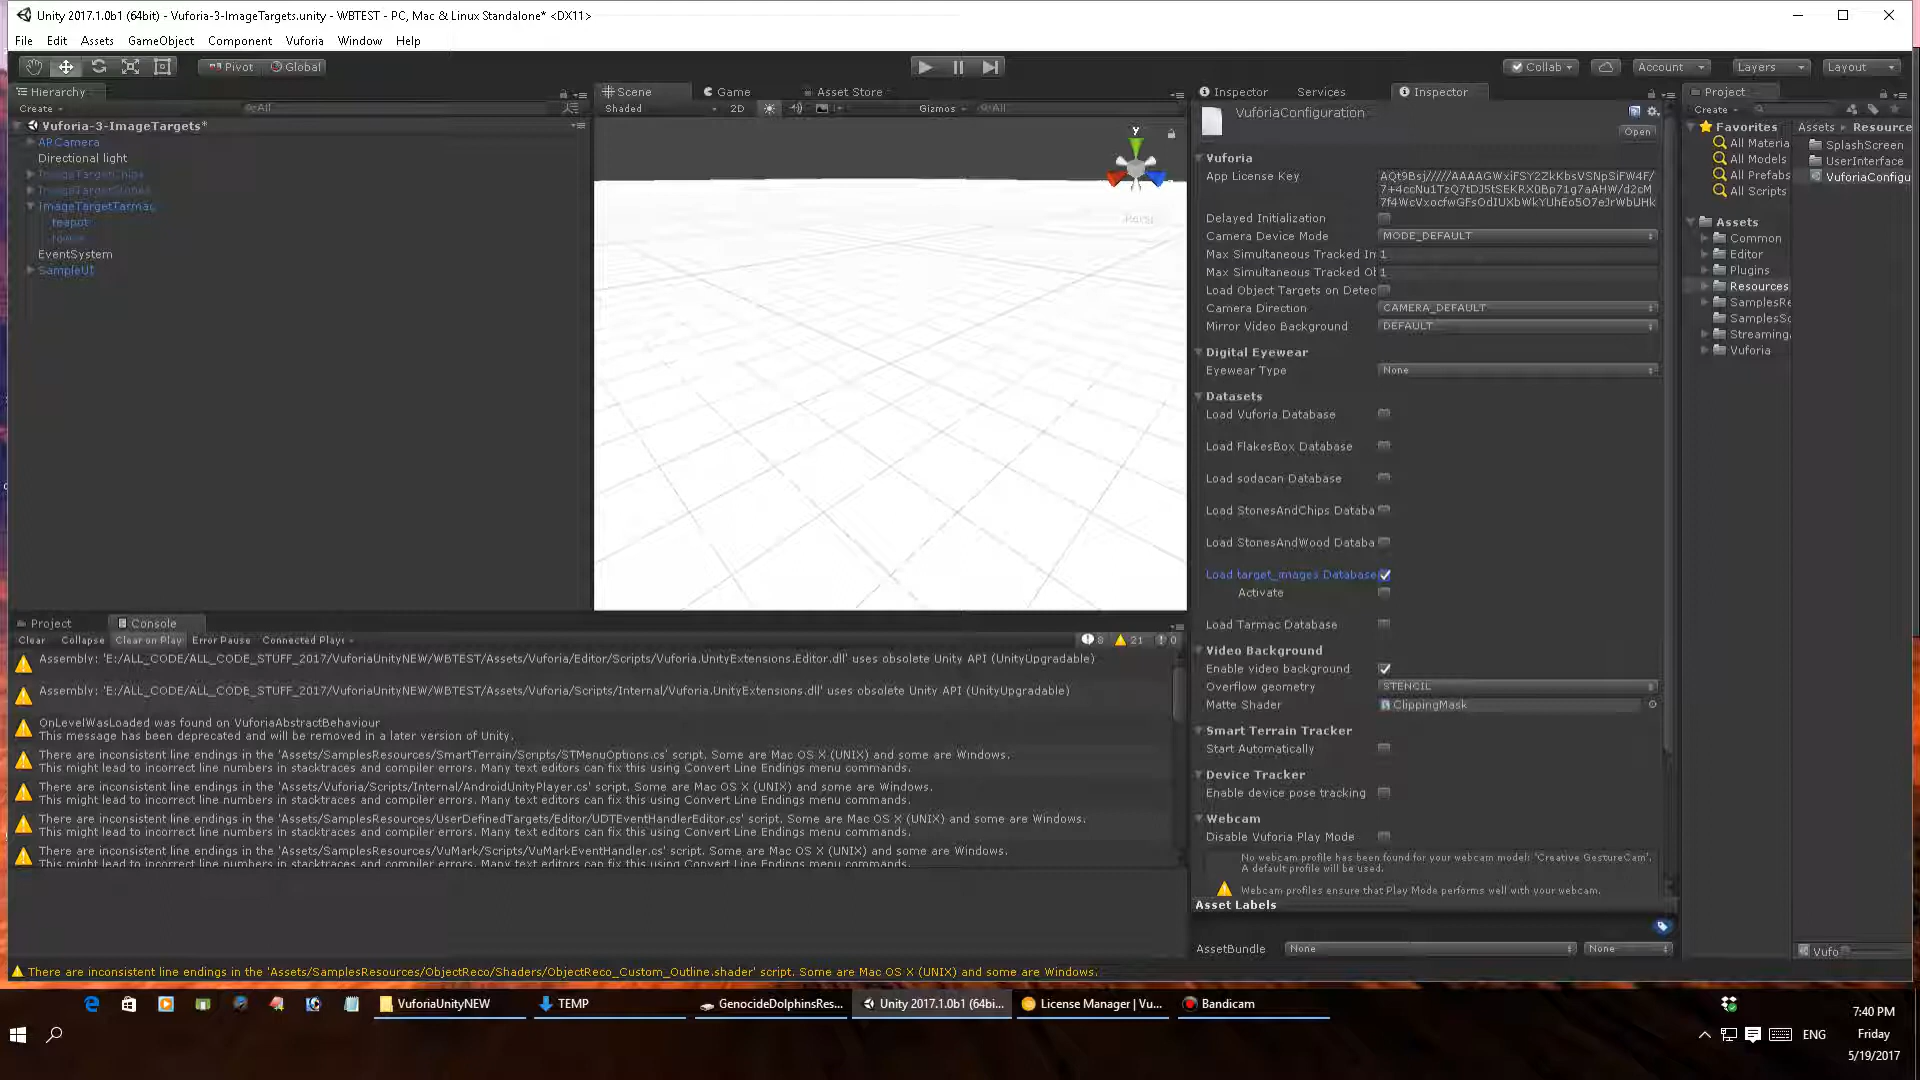 Unity 2017.1.0b1 (64bit) - Vuforia-3-ImageTargets.unity - WBTEST - PC, Mac & Linux Standalone* <DX11>
File Edit Assets GameObject Component Vuforia Window Help
Pivot Global
Collab Account Layers Layout
Hierarchy
Create All
Vuforia-3-ImageTargets*
ARCamera
Directional light
ImageTargetChips
ImageTargetStones
ImageTargetTarmac
teapot
EventSystem
SampleUI
Scene Game Asset Store
Shaded 2D Gizmos All
y
Persp
Inspector Services Inspector
VuforiaConfiguration
Open
Vuforia
App License Key
AQt9Bsj/////AAAAGWxiFSY2ZkKbsVSNpSiFW4F/
7+4ccNu1TzQ7tDJ5tSEKRX0Bp71g7aAHW/d2cM
7f4WcVxocfwGFsOdIUXbWkYUhEo5O7eJrWbUHk
Delayed Initialization
Camera Device Mode MODE_DEFAULT
Max Simultaneous Tracked Im 1
Max Simultaneous Tracked Ob 1
Load Object Targets on Detec
Camera Direction CAMERA_DEFAULT
Mirror Video Background DEFAULT
Digital Eyewear
Eyewear Type None
Datasets
Load Vuforia Database
Load FlakesBox Database
Load sodacan Database
Load StonesAndChips Databa
Load StonesAndWood Databa
Load target_images Database
Activate
Load Tarmac Database
Video Background
Enable video background
Overflow geometry STENCIL
Matte Shader ClippingMask
Smart Terrain Tracker
Start Automatically
Device Tracker
Enable device pose tracking
Webcam
Disable Vuforia Play Mode
No webcam profile has been found for your webcam model: 'Creative GestureCam'.
A default profile will be used.
Webcam profiles ensure that Play Mode performs well with your webcam.
Asset Labels
AssetBundle None None
Project
Create
Favorites
All Materia
All Models
All Prefabs
All Scripts
Assets
Common
Editor
Plugins
Resources
SamplesRe
SamplesSc
Streaming
Vuforia
Assets Resource
SplashScreen
UserInterface
VuforiaConfigu
Vufo
Project Console
Clear Collapse Clear on Play Error Pause Connected Playe
8 21 0
Assembly: 'E:/ALL_CODE/ALL_CODE_STUFF_2017/VuforiaUnityNEW/WBTEST/Assets/Vuforia/Editor/Scripts/Vuforia.UnityExtensions.Editor.dll' uses obsolete Unity API (UnityUpgradable)
Assembly: 'E:/ALL_CODE/ALL_CODE_STUFF_2017/VuforiaUnityNEW/WBTEST/Assets/Vuforia/Scripts/Internal/Vuforia.UnityExtensions.dll' uses obsolete Unity API (UnityUpgradable)
OnLevelWasLoaded was found on VuforiaAbstractBehaviour
This message has been deprecated and will be removed in a later version of Unity.
There are inconsistent line endings in the 'Assets/SamplesResources/SmartTerrain/Scripts/STMenuOptions.cs' script. Some are Mac OS X (UNIX) and some are Windows.
This might lead to incorrect line numbers in stacktraces and compiler errors. Many text editors can fix this using Convert Line Endings menu commands.
There are inconsistent line endings in the 'Assets/Vuforia/Scripts/Internal/AndroidUnityPlayer.cs' script. Some are Mac OS X (UNIX) and some are Windows.
This might lead to incorrect line numbers in stacktraces and compiler errors. Many text editors can fix this using Convert Line Endings menu commands.
There are inconsistent line endings in the 'Assets/SamplesResources/UserDefinedTargets/Editor/UDTEventHandlerEditor.cs' script. Some are Mac OS X (UNIX) and some are Windows.
This might lead to incorrect line numbers in stacktraces and compiler errors. Many text editors can fix this using Convert Line Endings menu commands.
There are inconsistent line endings in the 'Assets/SamplesResources/VuMark/Scripts/VuMarkEventHandler.cs' script. Some are Mac OS X (UNIX) and some are Windows.
This might lead to incorrect line numbers in stacktraces and compiler errors. Many text editors can fix this using Convert Line Endings menu commands.
There are inconsistent line endings in the 'Assets/SamplesResources/ObjectReco/Shaders/ObjectReco_Custom_Outline.shader' script. Some are Mac OS X (UNIX) and some are Windows.
VuforiaUnityNEW TEMP GenocideDolphinsRes... Unity 2017.1.0b1 (64bi... License Manager | Vu... Bandicam
ENG
7:40 PM
Friday
5/19/2017